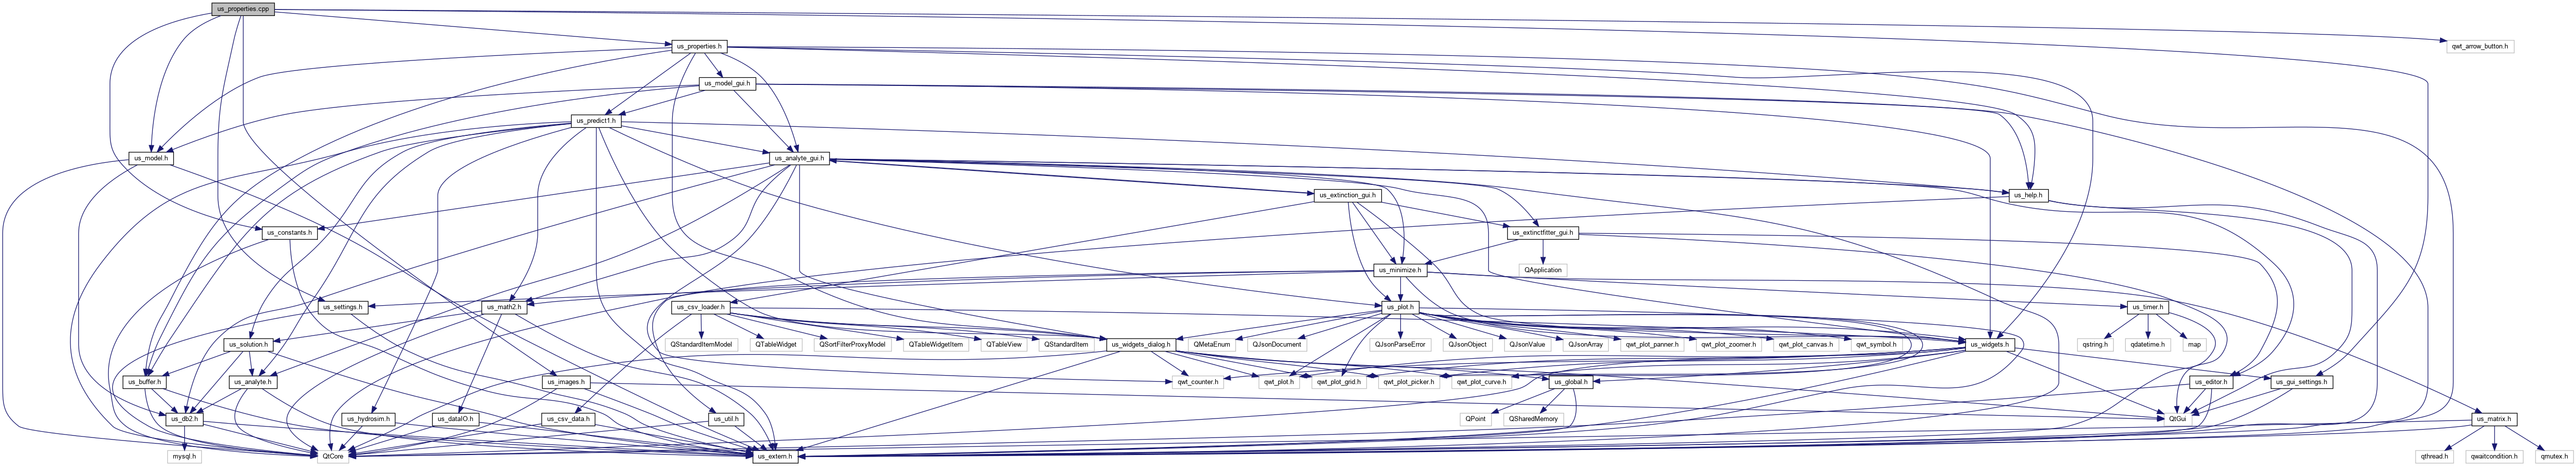 us_properties.cpp
us_properties.h
qwt_arrow_button.h
us_model_gui.h
us_predict1.h
us_model.h
us_analyte_gui.h
us_extinction_gui.h
us_help.h
us_constants.h
us_extinctfitter_gui.h
us_minimize.h
QApplication
us_settings.h
us_math2.h
us_csv_loader.h
us_plot.h
us_timer.h
us_solution.h
QStandardItemModel
QTableWidget
QSortFilterProxyModel
QTableWidgetItem
QTableView
QStandardItem
us_widgets_dialog.h
QMetaEnum
QJsonDocument
QJsonParseError
QJsonObject
QJsonValue
QJsonArray
qwt_plot_panner.h
qwt_plot_zoomer.h
qwt_plot_canvas.h
qwt_symbol.h
us_widgets.h
qstring.h
qdatetime.h
map
us_buffer.h
us_analyte.h
us_images.h
qwt_counter.h
qwt_plot.h
qwt_plot_grid.h
qwt_plot_picker.h
qwt_plot_curve.h
us_global.h
us_editor.h
us_gui_settings.h
us_db2.h
us_hydrosim.h
us_dataIO.h
us_csv_data.h
us_util.h
QPoint
QSharedMemory
QtGui
us_matrix.h
mysql.h
QtCore
us_extern.h
qthread.h
qwaitcondition.h
qmutex.h